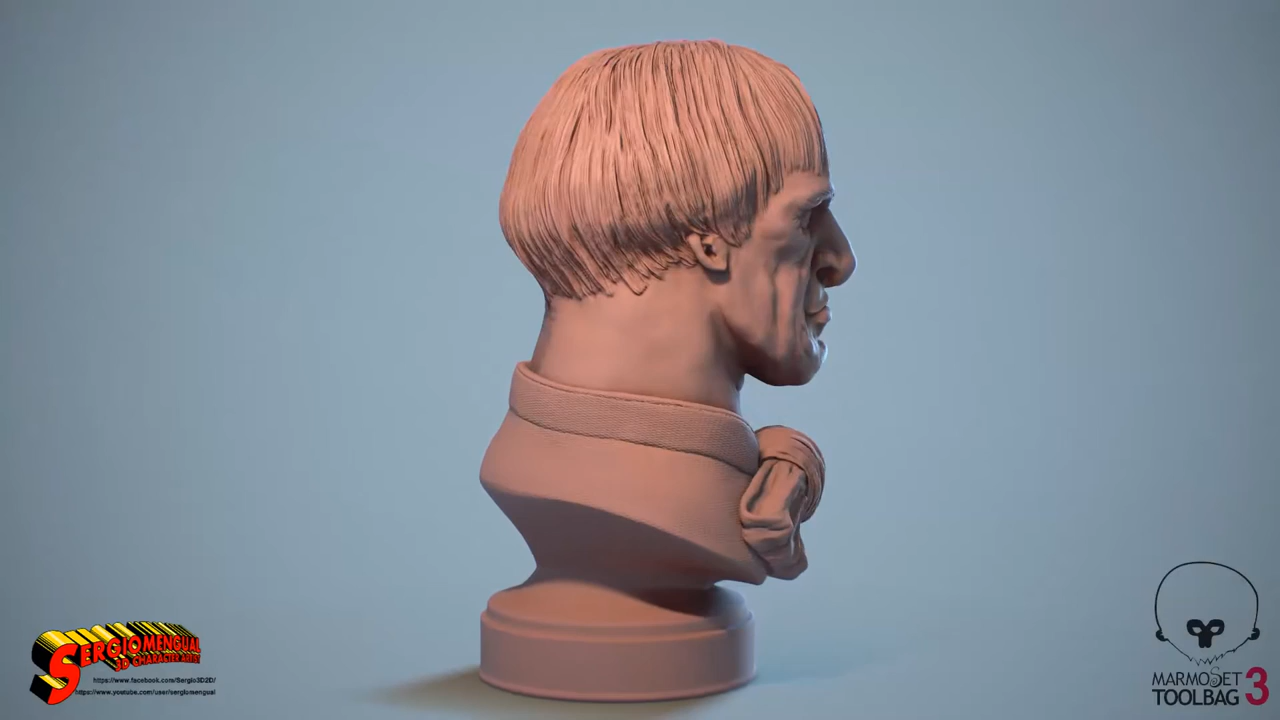 SERGIOMENGUAL
3D CHARACTER ARTIST
https://www.facebook.com/Sergio3D2D/
https://www.youtube.com/user/sergiomengual
MARMOSET
TOOLBAG 3